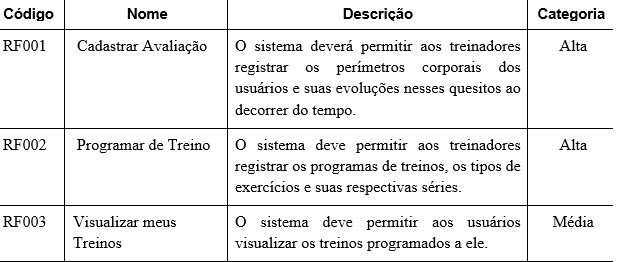 Código Nome Descrição Categoria
RF001 Cadastrar Avaliação O sistema deverá permitir aos treinadores Alta
registrar os perímetros corporais dos
usuários e suas evoluções nesses quesitos ao
decorrer do tempo.
RF002 Programar de Treino O sistema deve permitir aos treinadores Alta
registrar os programas de treinos, os tipos de
exercícios e suas respectivas séries.
RF003 Visualizar meus O sistema deve permitir aos usuários Média
Treinos visualizar os treinos programados a ele.